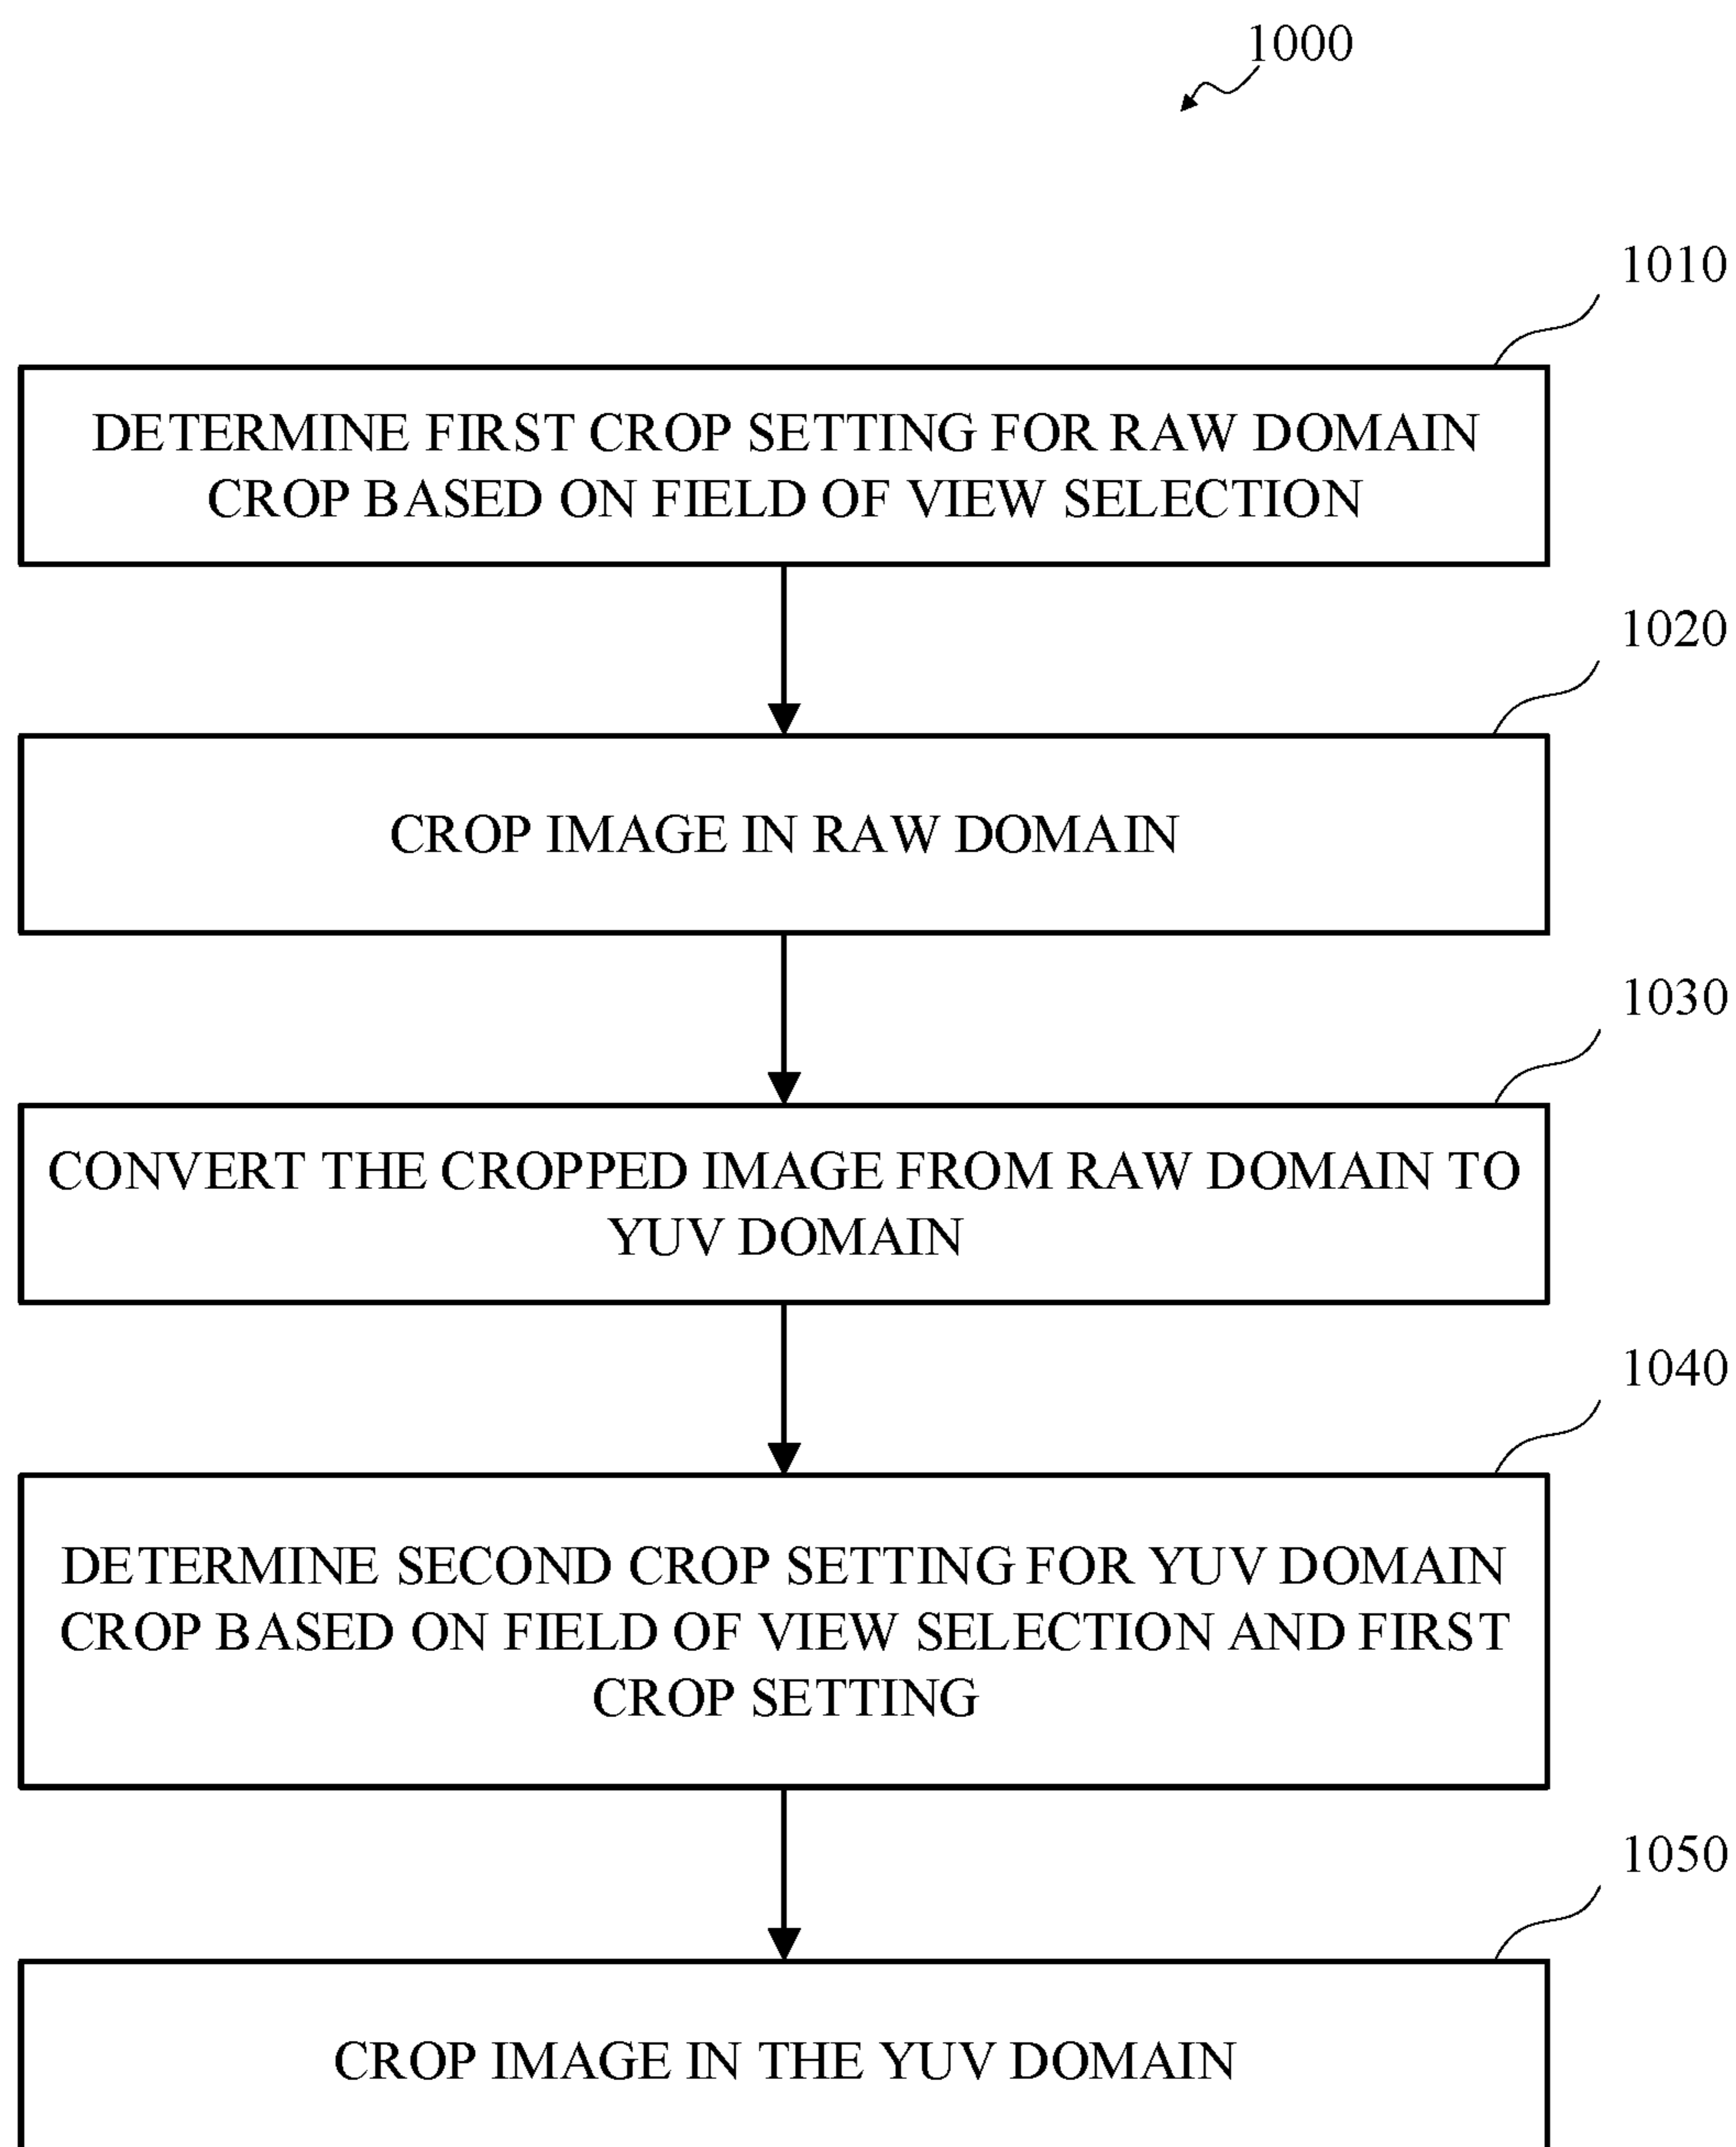 1000
1010
DETERMINE FIRST CROP SETTING FOR RAW DOMAIN
CROP BASED ON FIELD OF VIEW SELECTION
1020
CROP IMAGE IN RAW DOMAIN
1030
CONVERT THE CROPPED IMAGE FROM RAW DOMAIN TO
YUV DOMAIN
1040
DETERMINE SECOND CROP SETTING FOR YUV DOMAIN
CROP BASED ON FIELD OF VIEW SELECTION AND FIRST
CROP SETTING
1050
CROP IMAGE IN THE YUV DOMAIN